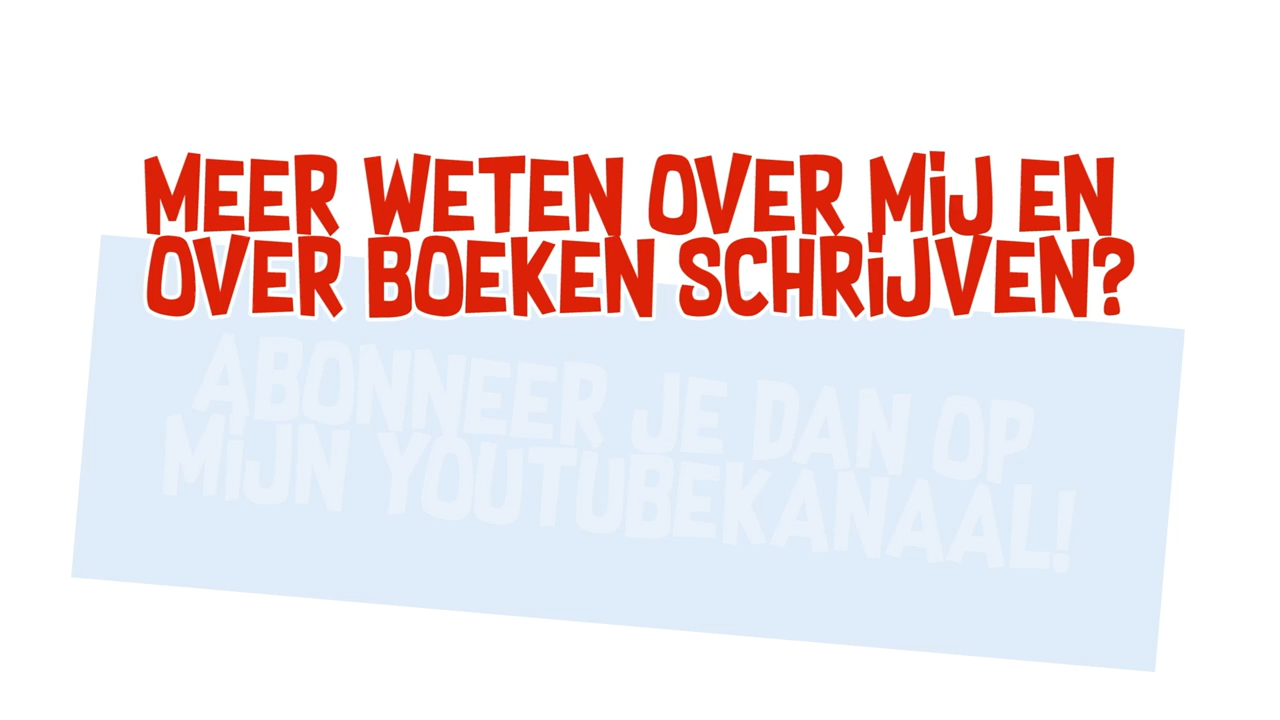 MEER WETEN OVER MiJ EN
OVER BOEKEN SCHRiJVEN?
ABONNEER JE DAN OP
MiJN YOUTUBEKANAAL!